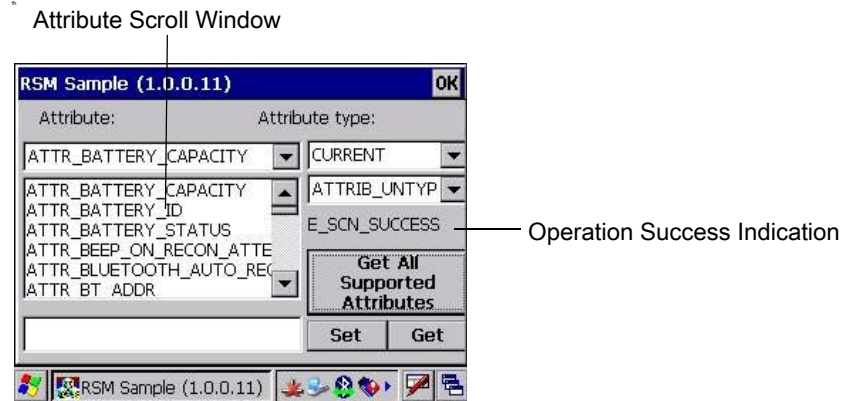 Attribute Scroll Window
RSM Sample (1.0.0.11)
OK
Attribute:
Attribute type:
ATTR_BATTERY_CAPACITY
CURRENT
ATTR_BATTERY_CAPACITY
ATTR_BATTERY_ID
ATTR_BATTERY_STATUS
ATTR_BEEP_ON_RECON_ATTE
ATTR_BLUETOOTH_AUTO_REC
ATTR_BT_ADDR
ATTRIB_UNTYP
E_SCN_SUCCESS
Operation Success Indication
Get All
Supported
Attributes
Set
Get
RSM Sample (1.0.0.11)